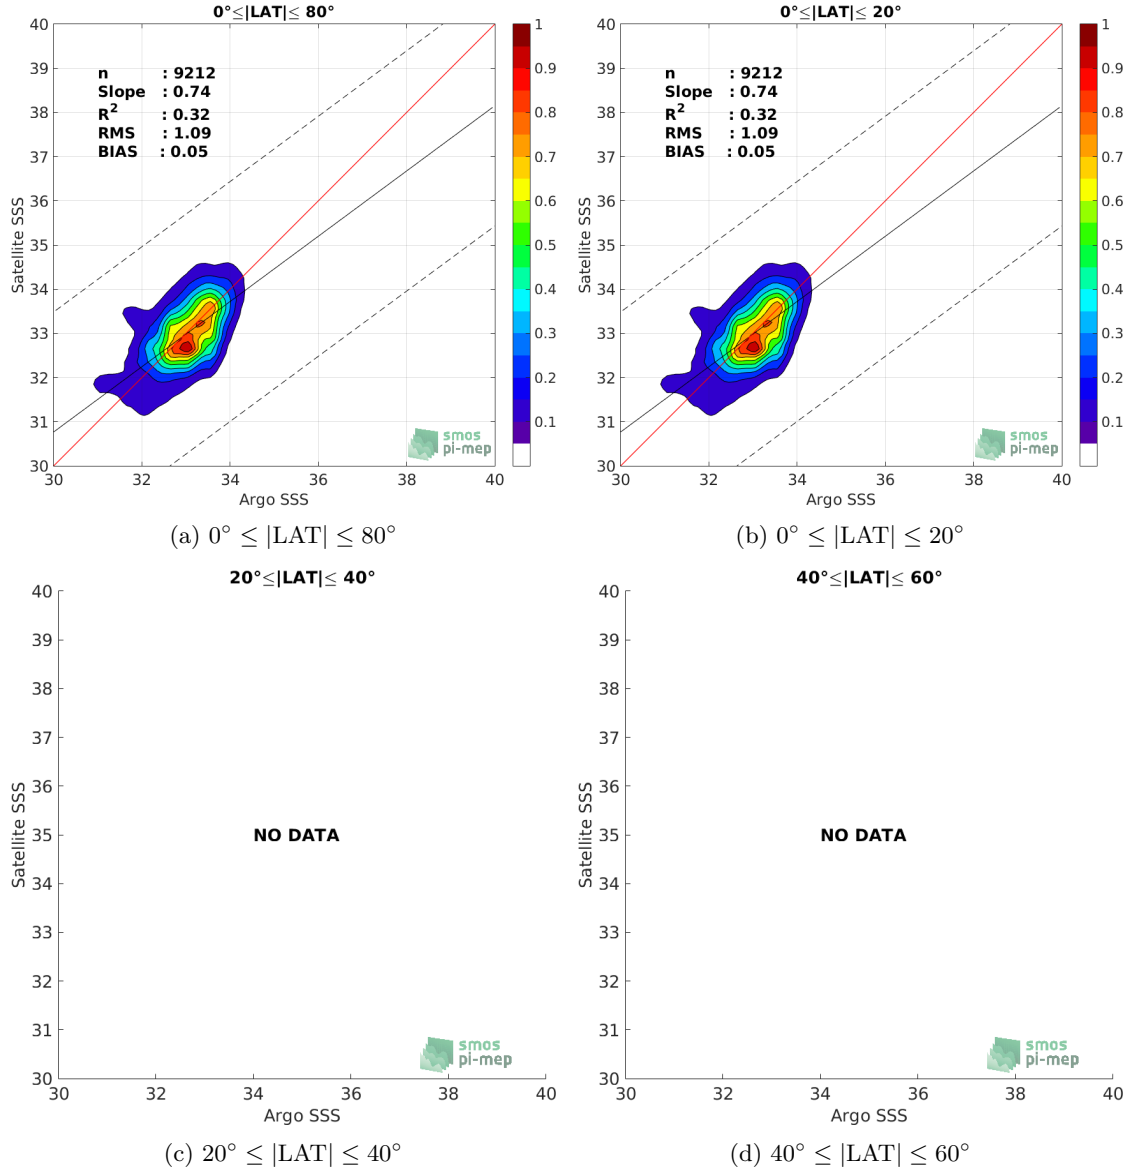 0°≤|LAT|≤ 80°
40
39
38
37
36
35
34
33
32
31
30
Satellite SSS
n : 9212
Slope : 0.74
R² : 0.32
RMS : 1.09
BIAS : 0.05
smos
pi-mep
30 32 34 36 38 40
Argo SSS
1
0.9
0.8
0.7
0.6
0.5
0.4
0.3
0.2
0.1
(a) 0° ≤ |LAT| ≤ 80°
0°≤|LAT|≤ 20°
40
39
38
37
36
35
34
33
32
31
30
Satellite SSS
n : 9212
Slope : 0.74
R² : 0.32
RMS : 1.09
BIAS : 0.05
smos
pi-mep
30 32 34 36 38 40
Argo SSS
1
0.9
0.8
0.7
0.6
0.5
0.4
0.3
0.2
0.1
(b) 0° ≤ |LAT| ≤ 20°
20°≤|LAT|≤ 40°
40
39
38
37
36
35
34
33
32
31
30
Satellite SSS
NO DATA
smos
pi-mep
30 32 34 36 38 40
Argo SSS
(c) 20° ≤ |LAT| ≤ 40°
40°≤|LAT|≤ 60°
40
39
38
37
36
35
34
33
32
31
30
Satellite SSS
NO DATA
smos
pi-mep
30 32 34 36 38 40
Argo SSS
(d) 40° ≤ |LAT| ≤ 60°